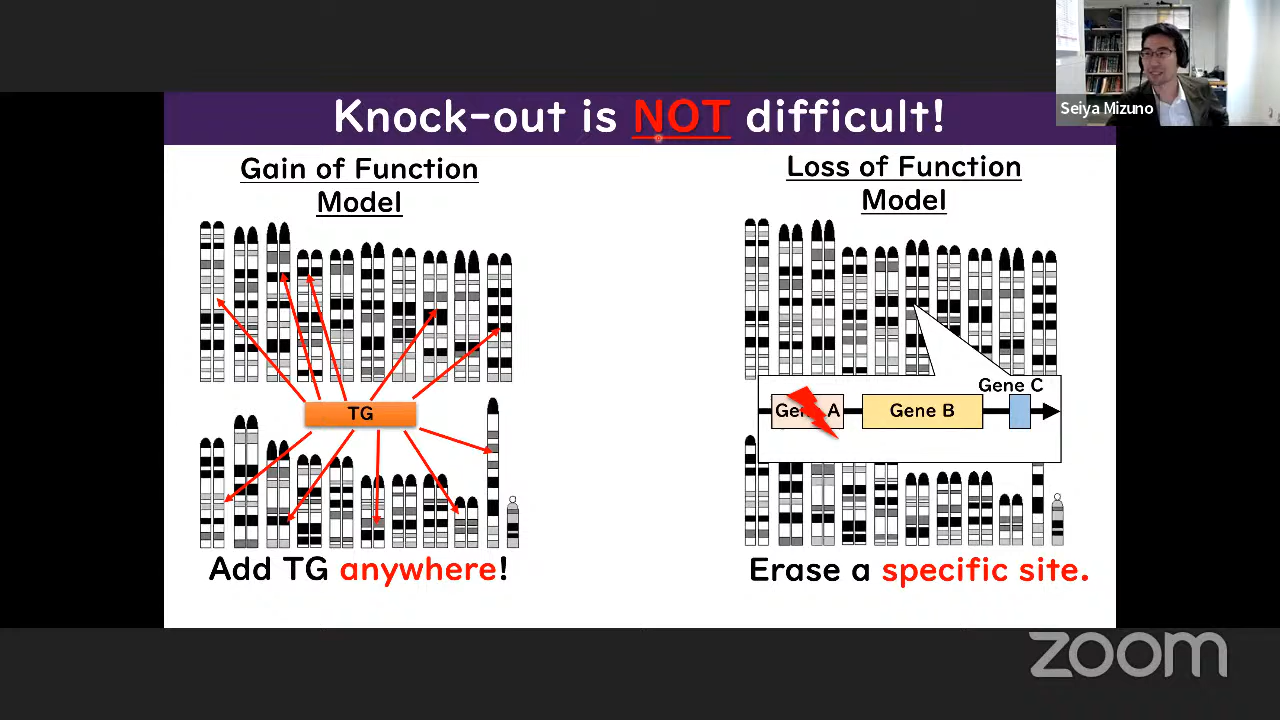 Seiya Mizuno
Knock-out is NOT difficult!
Gain of Function
Model
TG
Add TG anywhere!
Loss of Function
Model
Gene C
Gene A
Gene B
Erase a specific site.
zoom